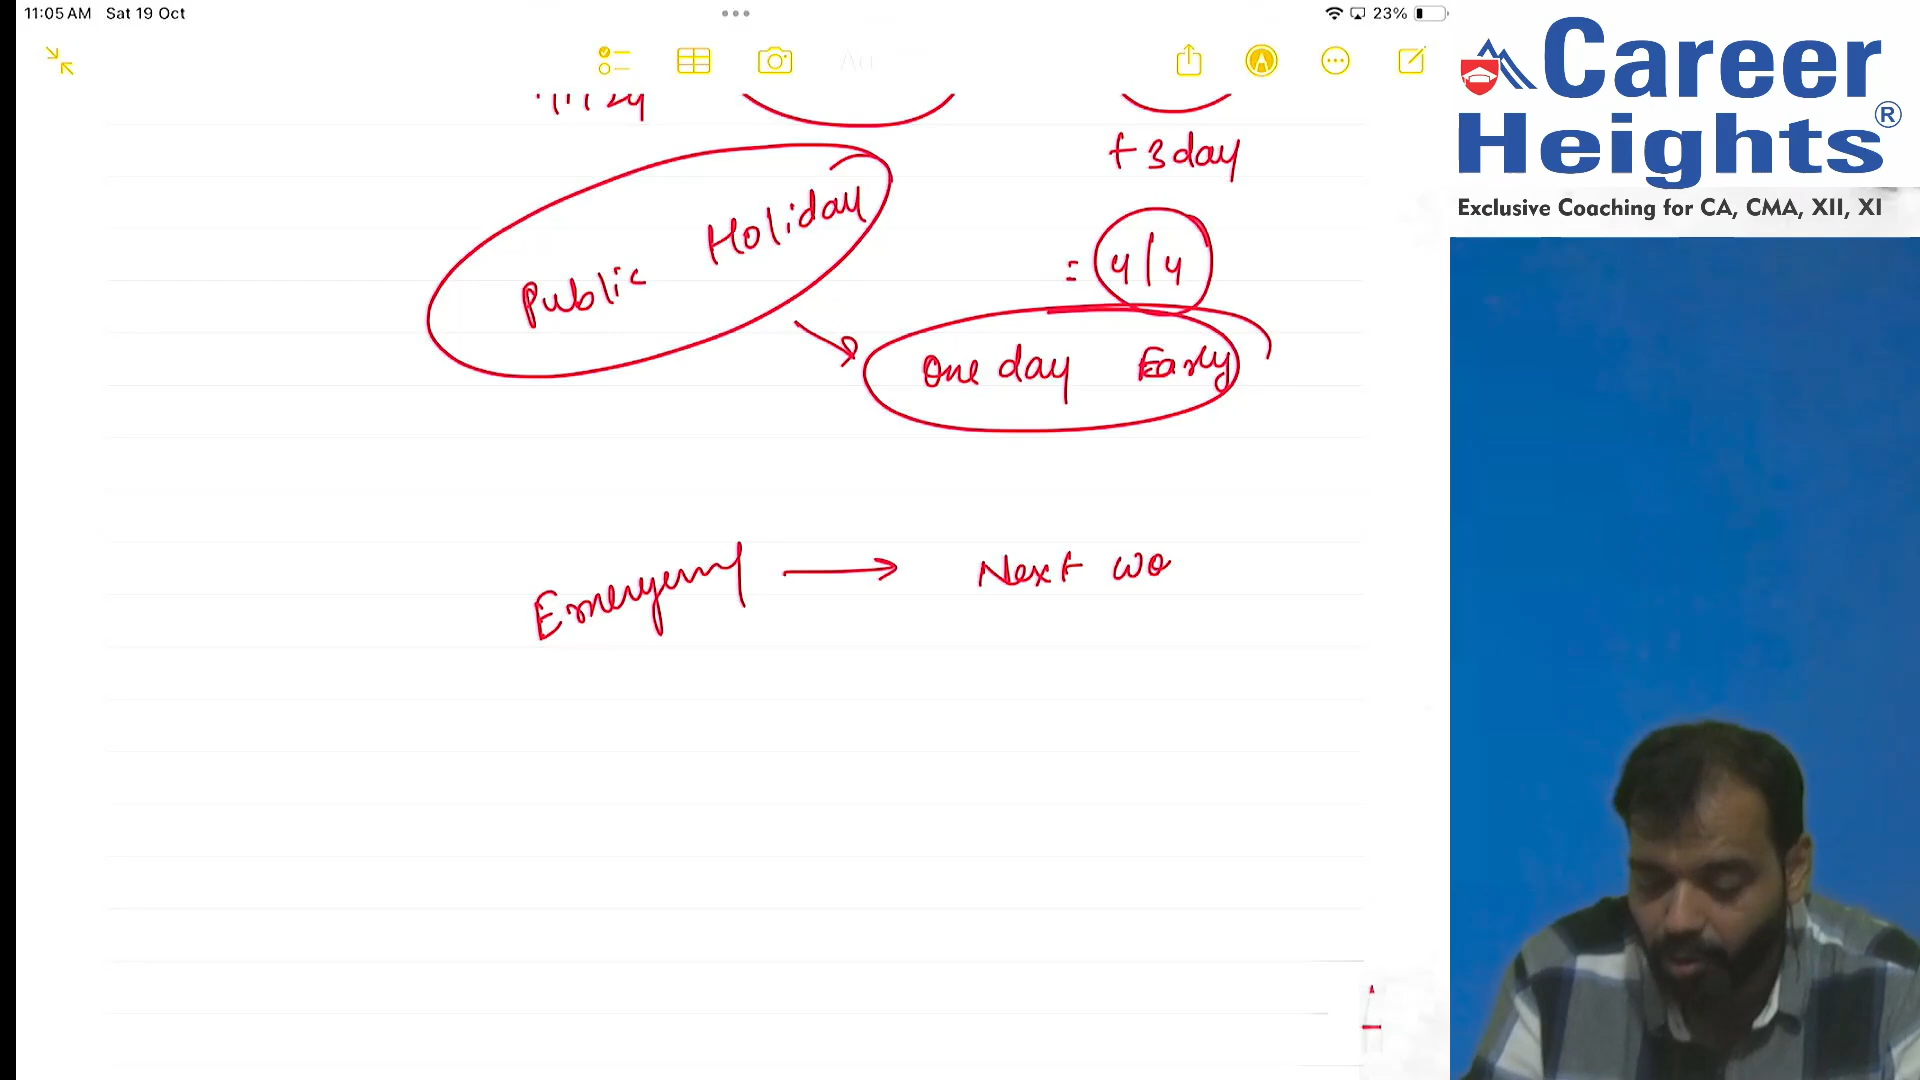 11:05 AM Sat 19 Oct
23%
Aa
Career
Heights®
Exclusive Coaching for CA, CMA, XII, XI
+ 3 day
Public Holiday
= 4/4
One day Early
Emergency → Next wo